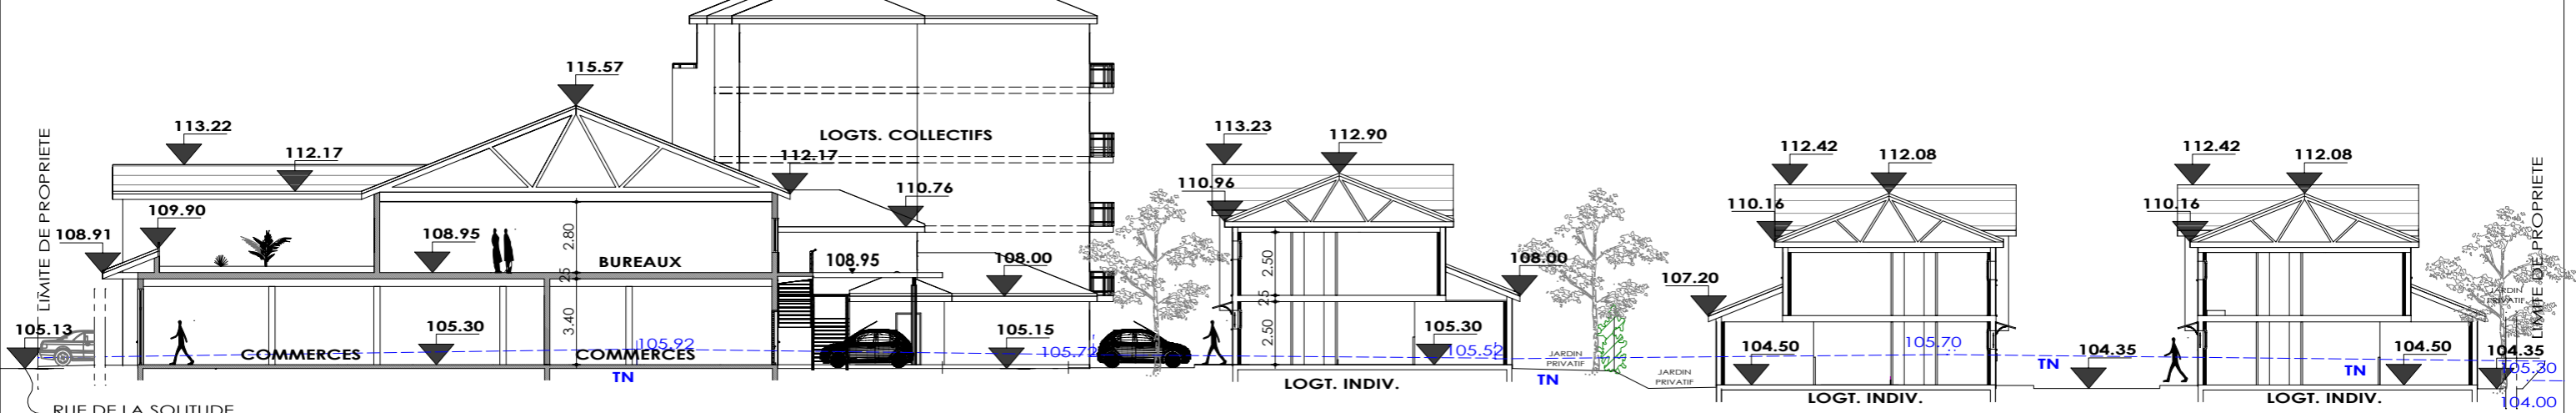 LIMITE DE PROPRIETE
105.13
RUE DE LA SOLITUDE
108.91
109.90
113.22
112.17
115.57
112.17
108.95
2.80
BUREAUX
25
3.40
105.30
COMMERCES
COMMERCES
105.92
TN
LOGTS. COLLECTIFS
110.76
108.95
108.00
105.15
105.72
113.23
112.90
110.96
2.50
25
2.50
108.00
105.30
105.52
LOGT. INDIV.
TN
JARDIN
PRIVATIF
JARDIN
PRIVATIF
112.42
112.08
110.16
107.20
104.50
105.70
LOGT. INDIV.
TN
104.35
112.42
112.08
110.16
TN
104.50
LOGT. INDIV.
JARDIN
PRIVATIF
LIMITE DE PROPRIETE
104.35
105.30
104.00